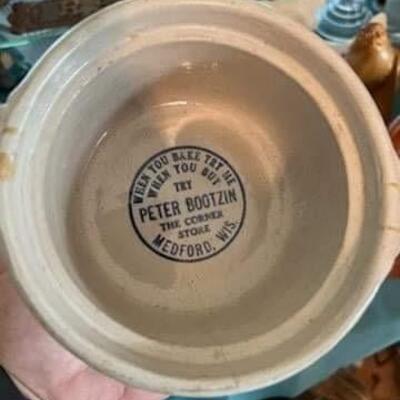 WHEN YOU BAKE TRY ME
WHEN YOU BUY
TRY
PETER BOOTZIN
THE CORNER
STORE
MEDFORD, WIS.